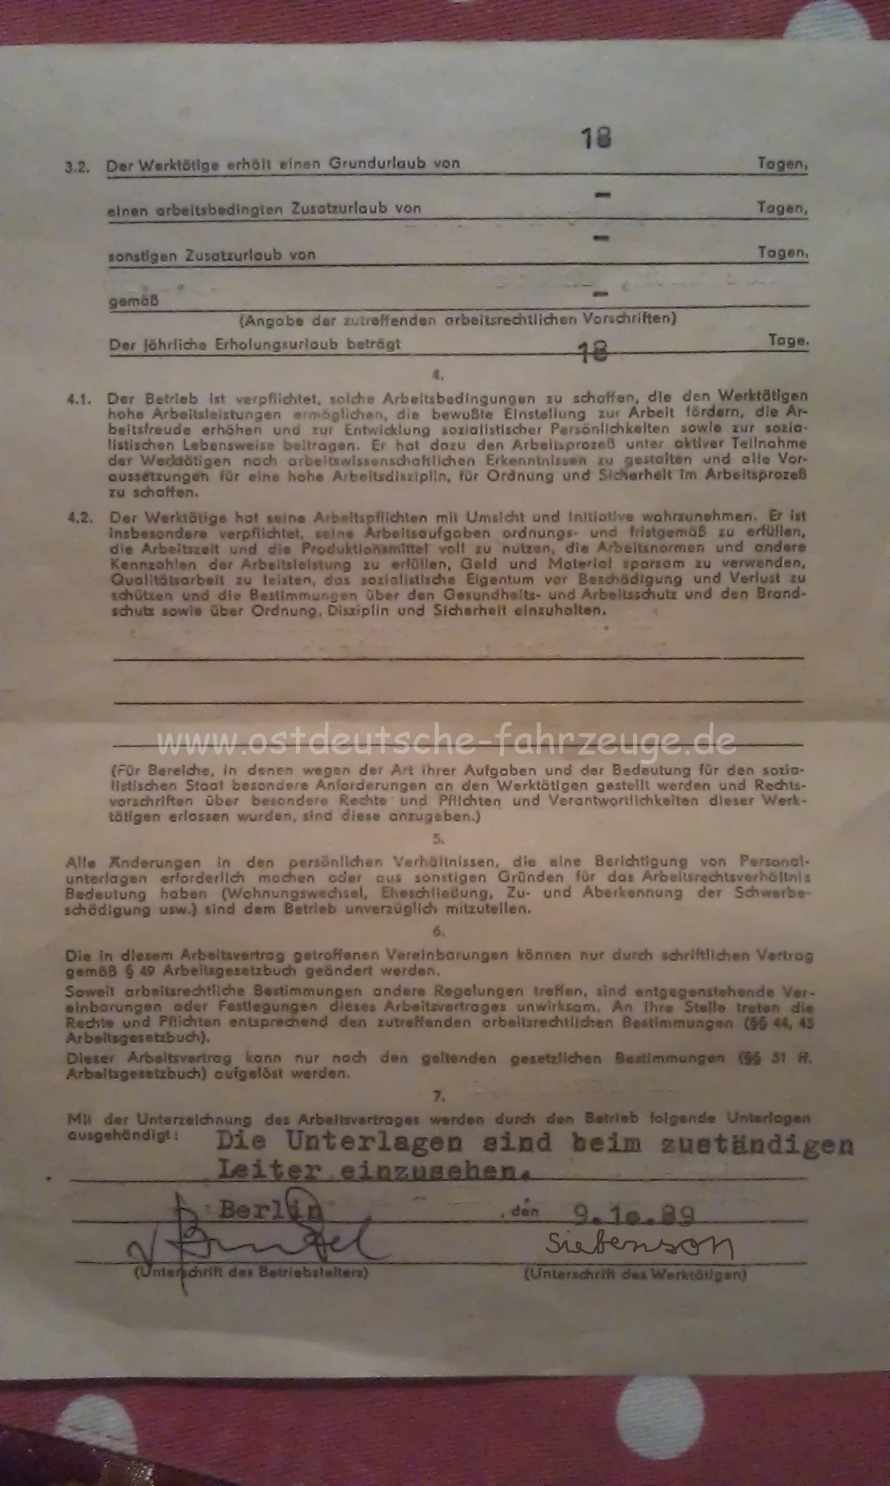 18
3.2. Der Werktätige erhält einen Grundurlaub von Tagen,
–
einen arbeitsbedingten Zusatzurlaub von Tagen,
–
sonstigen Zusatzurlaub von Tagen,
–
gemäß
(Angabe der zutreffenden arbeitsrechtlichen Vorschriften)
Der jährliche Erholungsurlaub beträgt 18 Tage.
4.
4.1. Der Betrieb ist verpflichtet, solche Arbeitsbedingungen zu schaffen, die den Werktätigen
hohe Arbeitsleistungen ermöglichen, die bewußte Einstellung zur Arbeit fördern, die Ar-
beitsfreude erhöhen und zur Entwicklung sozialistischer Persönlichkeiten sowie zur sozia-
listischen Lebensweise beitragen. Er hat dazu den Arbeitsprozeß unter aktiver Teilnahme
der Werktätigen nach arbeitswissenschaftlichen Erkenntnissen zu gestalten und alle Vor-
aussetzungen für eine hohe Arbeitsdisziplin, für Ordnung und Sicherheit im Arbeitsprozeß
zu schaffen.
4.2. Der Werktätige hat seine Arbeitspflichten mit Umsicht und Initiative wahrzunehmen. Er ist
insbesondere verpflichtet, seine Arbeitsaufgaben ordnungs- und fristgemäß zu erfüllen,
die Arbeitszeit und die Produktionsmittel voll zu nutzen, die Arbeitsnormen und andere
Kennzahlen der Arbeitsleistung zu erfüllen, Geld und Material sparsam zu verwenden,
Qualitätsarbeit zu leisten, das sozialistische Eigentum vor Beschädigung und Verlust zu
schützen und die Bestimmungen über den Gesundheits- und Arbeitsschutz und den Brand-
schutz sowie über Ordnung, Disziplin und Sicherheit einzuhalten.
www.ostdeutsche-fahrzeuge.de
(Für Bereiche, in denen wegen der Art ihrer Aufgaben und der Bedeutung für den sozia-
listischen Staat besondere Anforderungen an den Werktätigen gestellt werden und Rechts-
vorschriften über besondere Rechte und Pflichten und Verantwortlichkeiten dieser Werk-
tätigen erlassen wurden, sind diese anzugeben.)
5.
Alle Änderungen in den persönlichen Verhältnissen, die eine Berichtigung von Personal-
unterlagen erforderlich machen oder aus sonstigen Gründen für das Arbeitsrechtsverhältnis
Bedeutung haben (Wohnungswechsel, Eheschließung, Zu- und Aberkennung der Schwerbe-
schädigung usw.) sind dem Betrieb unverzüglich mitzuteilen.
6.
Die in diesem Arbeitsvertrag getroffenen Vereinbarungen können nur durch schriftlichen Vertrag
gemäß § 49 Arbeitsgesetzbuch geändert werden.
Soweit arbeitsrechtliche Bestimmungen andere Regelungen treffen, sind entgegenstehende Ver-
einbarungen oder Festlegungen dieses Arbeitsvertrages unwirksam. An ihre Stelle treten die
Rechte und Pflichten entsprechend den zutreffenden arbeitsrechtlichen Bestimmungen (§§ 44, 45
Arbeitsgesetzbuch).
Dieser Arbeitsvertrag kann nur nach den geltenden gesetzlichen Bestimmungen (§§ 51 ff.
Arbeitsgesetzbuch) aufgelöst werden.
7.
Mit der Unterzeichnung des Arbeitsvertrages werden durch den Betrieb folgende Unterlagen
ausgehändigt: Die Unterlagen sind beim zuständigen
Leiter einzusehen.
Berlin , den 9.10.89
Siebenson
(Unterschrift des Betriebsleiters) (Unterschrift des Werktätigen)